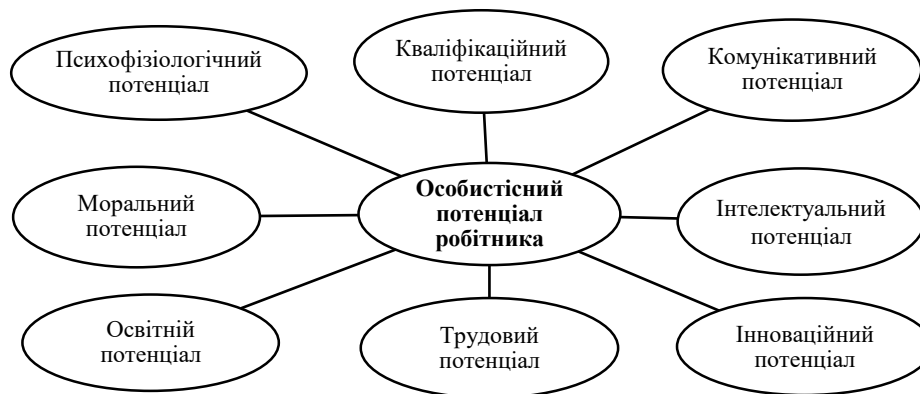 Психофізіологічний
потенціал
Кваліфікаційний
потенціал
Комунікативний
потенціал
Моральний
потенціал
Особистісний
потенціал
робітника
Інтелектуальний
потенціал
Освітній
потенціал
Трудовий
потенціал
Інноваційний
потенціал